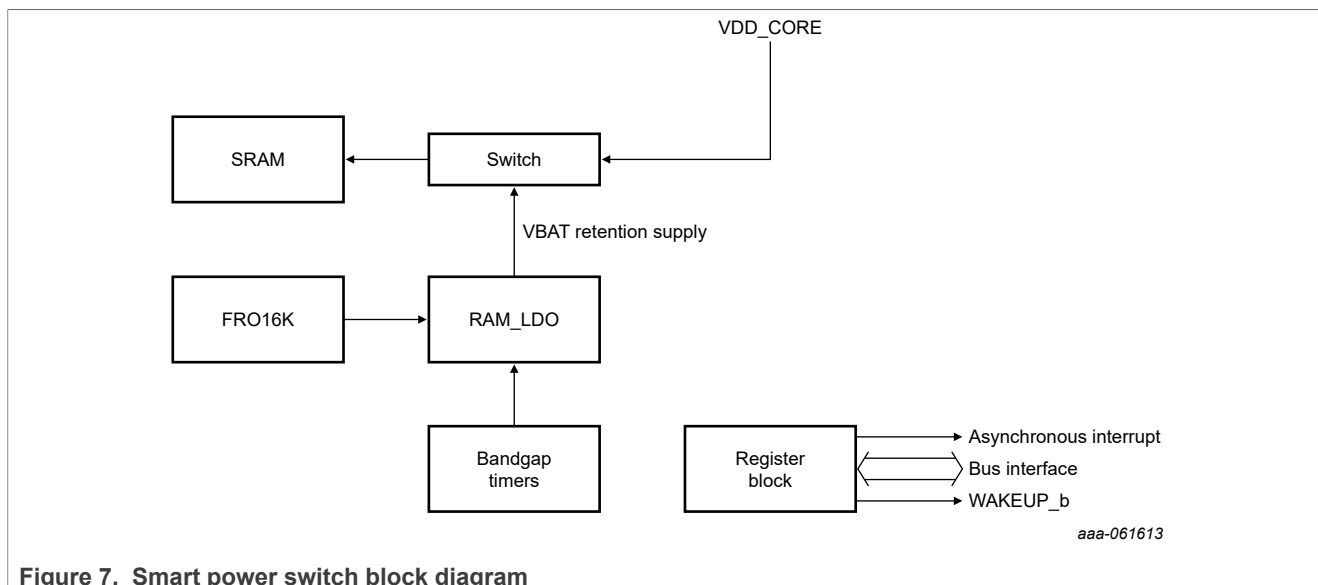 VDD_CORE
SRAM
Switch
VBAT retention supply
FRO16K
RAM_LDO
Bandgap
timers
Register
block
Asynchronous interrupt
Bus interface
WAKEUP_b
aaa-061613
Figure 7. Smart power switch block diagram